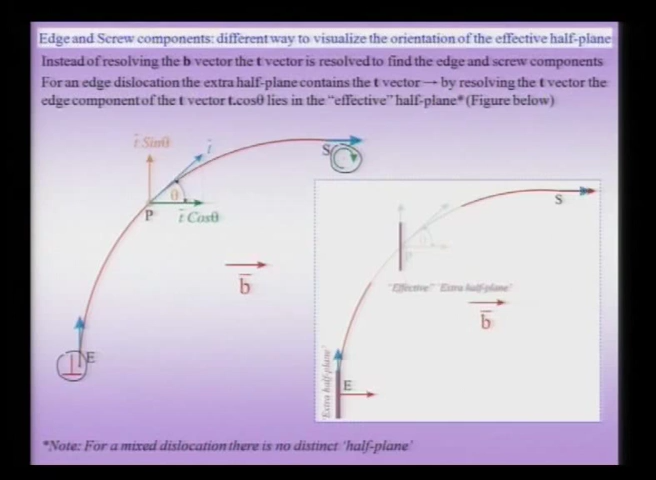 Edge and Screw components: different way to visualize the orientation of the effective half-plane
Instead of resolving the b vector the t vector is resolved to find the edge and screw components
For an edge dislocation the extra half-plane contains the t vector → by resolving the t vector the
edge component of the t vector t.cosθ lies in the "effective" half-plane* (Figure below)
t Sinθ
t
S
θ
P
t Cosθ
b
E
S
θ
P
"Effective" 'Extra half-plane'
b
'Extra half-plane'
E
*Note: For a mixed dislocation there is no distinct 'half-plane'